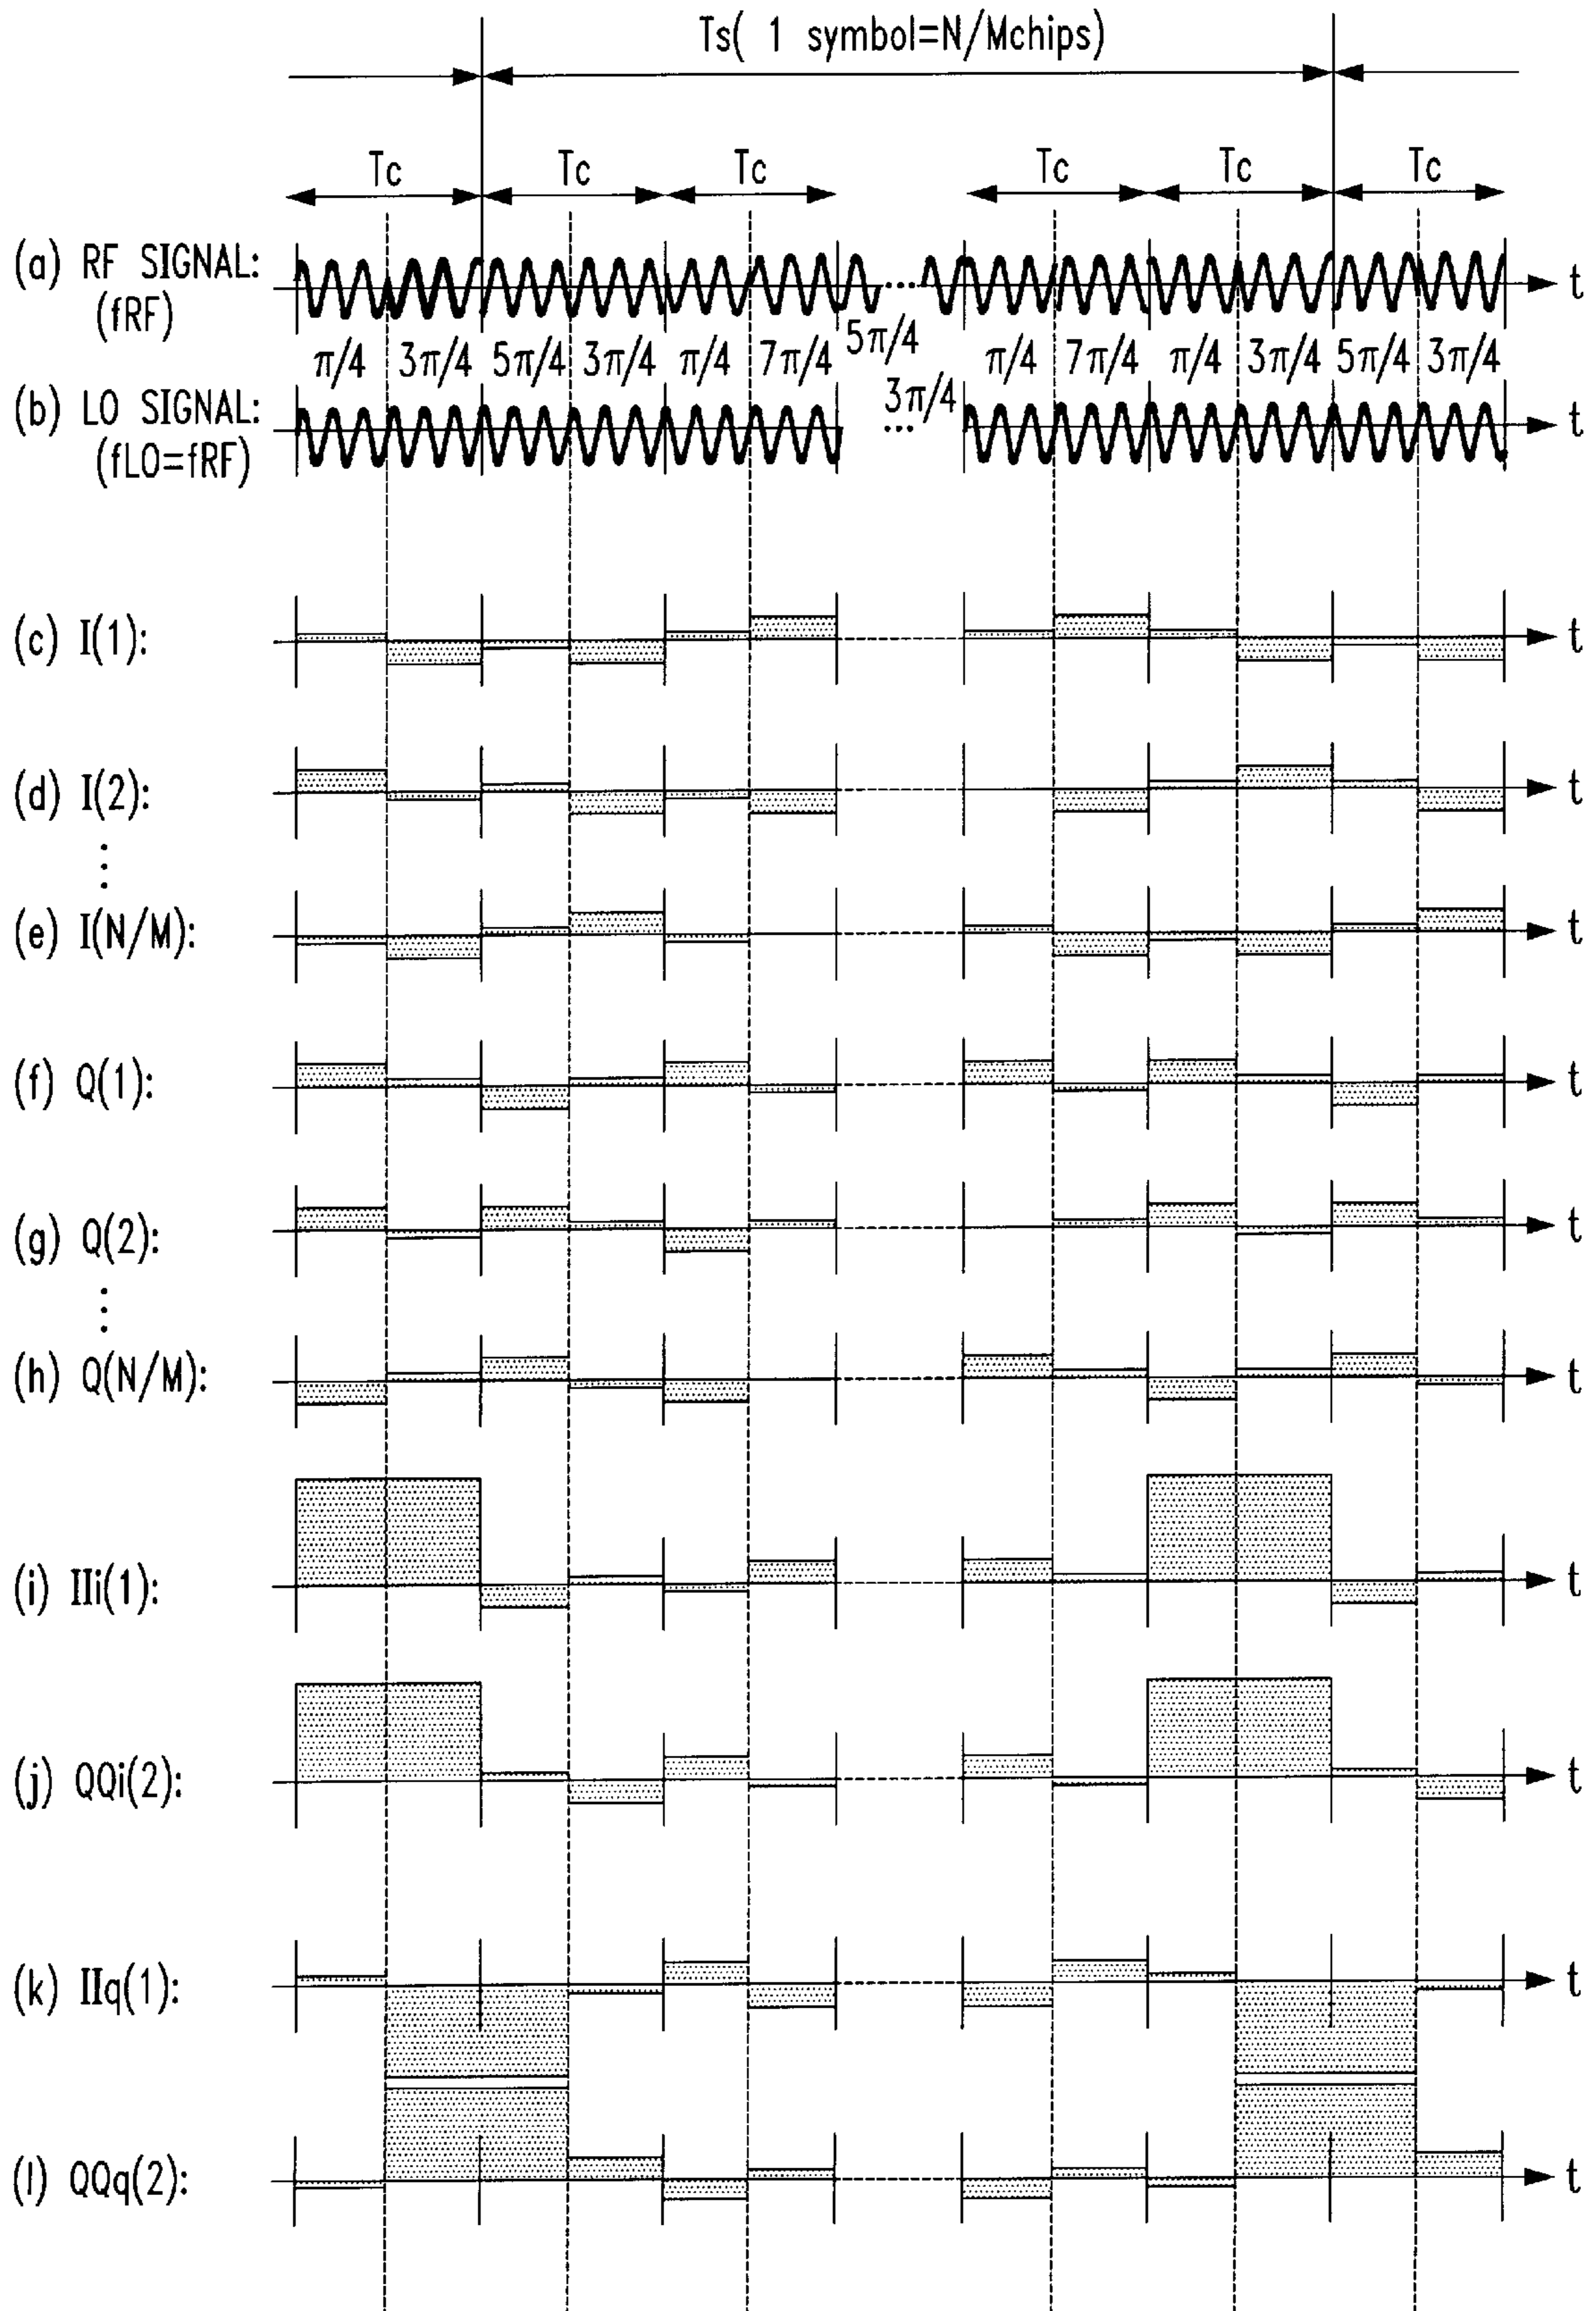 Ts( 1 symbol=N/Mchips)
Tc Tc Tc Tc Tc Tc
(a) RF SIGNAL: t
(fRF)
π/4 3π/4 5π/4 3π/4 π/4 7π/4 5π/4 ... 3π/4 π/4 7π/4 π/4 3π/4 5π/4 3π/4
(b) LO SIGNAL: ... t
(fLO=fRF)
(c) I(1): t
(d) I(2): t
⋮
(e) I(N/M): t
(f) Q(1): t
(g) Q(2): t
⋮
(h) Q(N/M): t
(i) IIi(1): t
(j) QQi(2): t
(k) IIq(1): t
(l) QQq(2): t